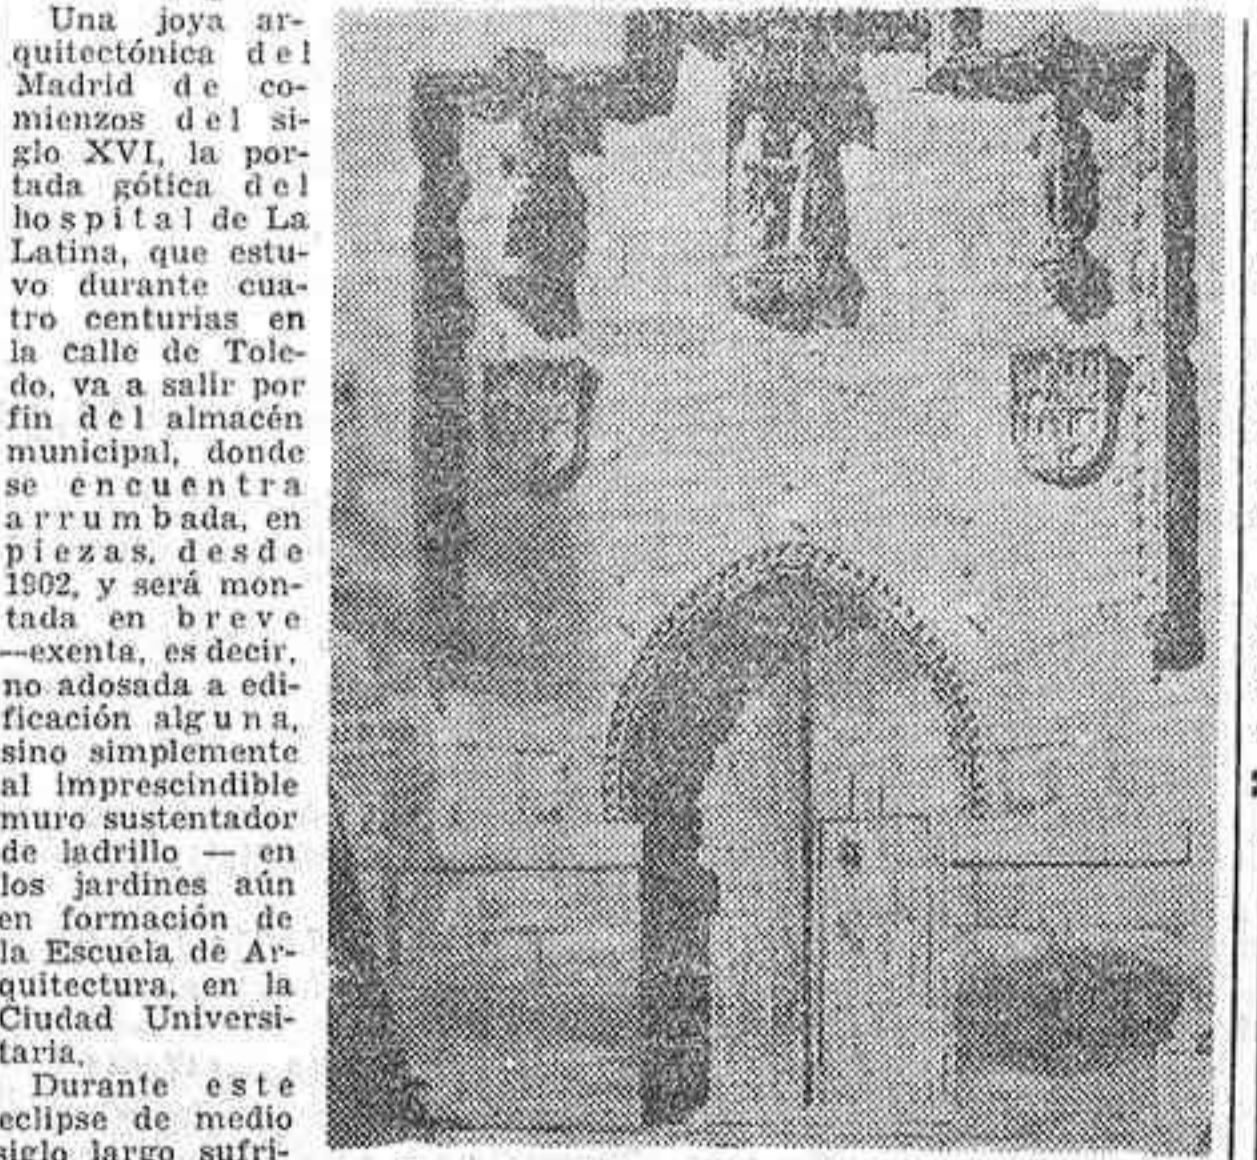 Una joya ar-
quitectónica del
Madrid de co-
mienzos del si-
glo XVI, la por-
tada gótica del
hospital de La
Latina, que estu-
vo durante cua-
tro centurias en
la calle de Tole-
do, va a salir por
fin del almacén
municipal, donde
se encuentra
arrumbada, en
piezas, desde
1902, y será mon-
tada en breve
—exenta, es decir,
no adosada a edi-
ficación alguna,
sino simplemente
al imprescindible
muro sustentador
de ladrillo — en
los jardines aún
en formación de
la Escuela de Ar-
quitectura, en la
Ciudad Universi-
taria.
Durante este
eclipse de medio
siglo largo sufri-